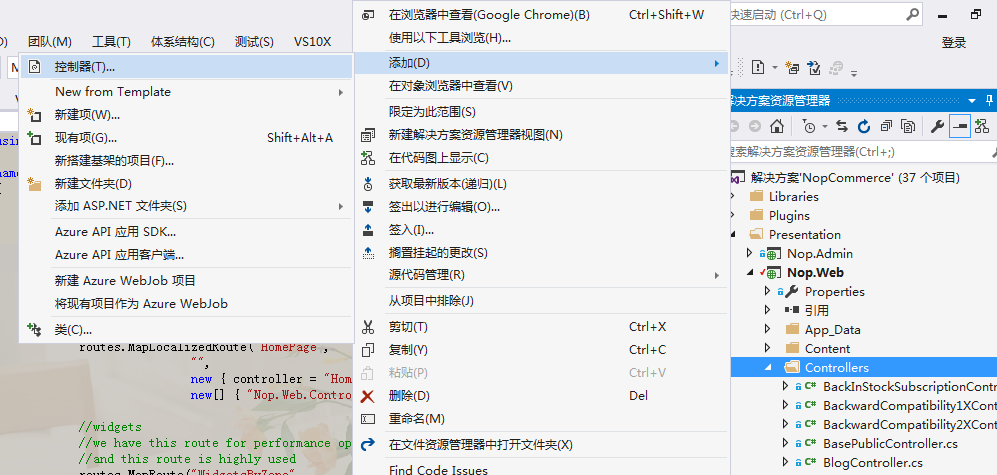 快速启动 (Ctrl+Q)
团队(M) 工具(T) 体系结构(C) 测试(S) VS10X
登录
控制器(T)...
New from Template
新建项(W)...
现有项(G)... Shift+Alt+A
新搭建基架的项目(F)...
新建文件夹(D)
添加 ASP.NET 文件夹(S)
Azure API 应用 SDK...
Azure API 应用客户端...
新建 Azure WebJob 项目
将现有项目作为 Azure WebJob
类(C)...
在浏览器中查看(Google Chrome)(B) Ctrl+Shift+W
使用以下工具浏览(H)...
添加(D)
在对象浏览器中查看(V)
限定为此范围(S)
新建解决方案资源管理器视图(N)
在代码图上显示(C)
获取最新版本(递归)(L)
签出以进行编辑(O)...
签入(I)...
搁置挂起的更改(S)
源代码管理(R)
从项目中排除(J)
剪切(T) Ctrl+X
复制(Y) Ctrl+C
粘贴(P) Ctrl+V
删除(D) Del
重命名(M)
在文件资源管理器中打开文件夹(X)
Find Code Issues
解决方案资源管理器
搜索解决方案资源管理器(Ctrl+;)
解决方案'NopCommerce' (37 个项目)
Libraries
Plugins
Presentation
Nop.Admin
Nop.Web
Properties
引用
App_Data
Content
Controllers
C# BackInStockSubscriptionContr
C# BackwardCompatibility1XCont
C# BackwardCompatibility2XCont
C# BasePublicController.cs
C# BlogController.cs
routes.MapLocalizedRoute("HomePage",
"",
new { controller = "Hom
new[] { "Nop.Web.Contro
//widgets
//we have this route for performance op
//and this route is highly used
routes.MapRoute("WidgetsByZone",